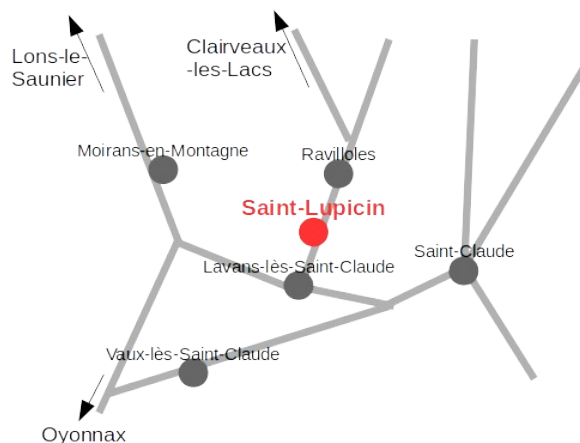 Lons-le-
Saunier
Clairveaux
-les-Lacs
Moirans-en-Montagne
Ravilloles
Saint-Lupicin
Saint-Claude
Lavans-lès-Saint-Claude
Vaux-lès-Saint-Claude
Oyonnax